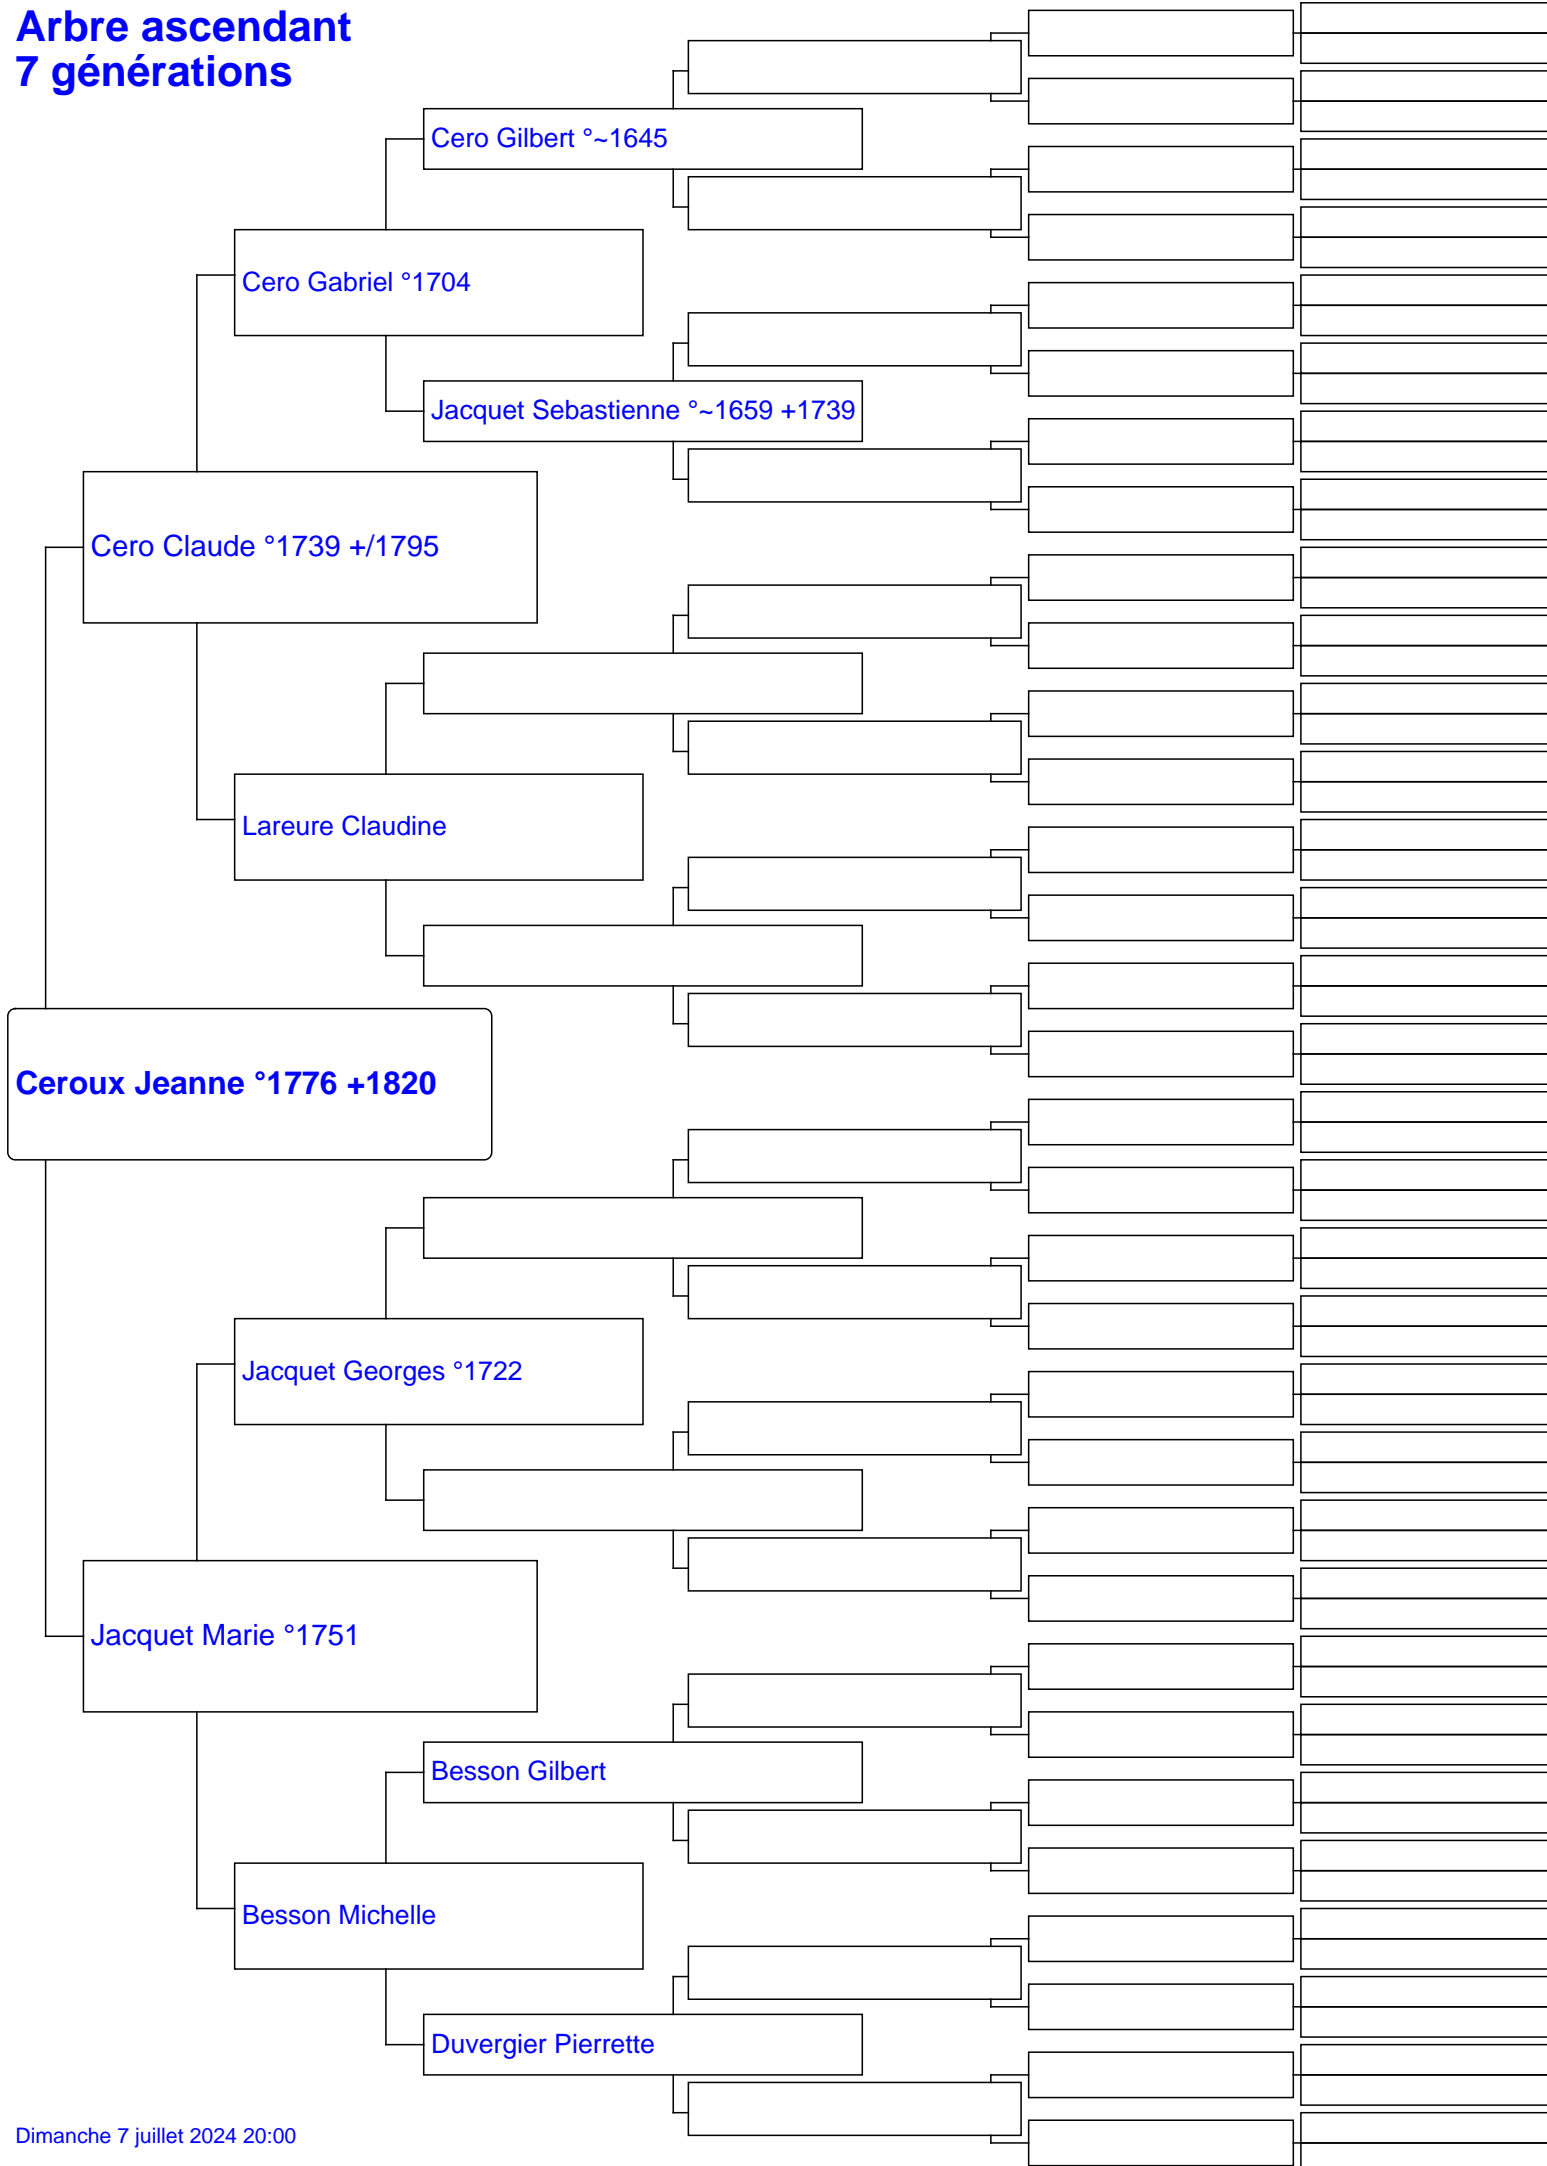 Arbre ascendant
7 générations
Cero Gilbert °~1645
Cero Gabriel °1704
Jacquet Sebastienne °~1659 +1739
Cero Claude °1739 +/1795
Lareure Claudine
Ceroux Jeanne °1776 +1820
Jacquet Georges °1722
Jacquet Marie °1751
Besson Gilbert
Besson Michelle
Duvergier Pierrette
Dimanche 7 juillet 2024 20:00